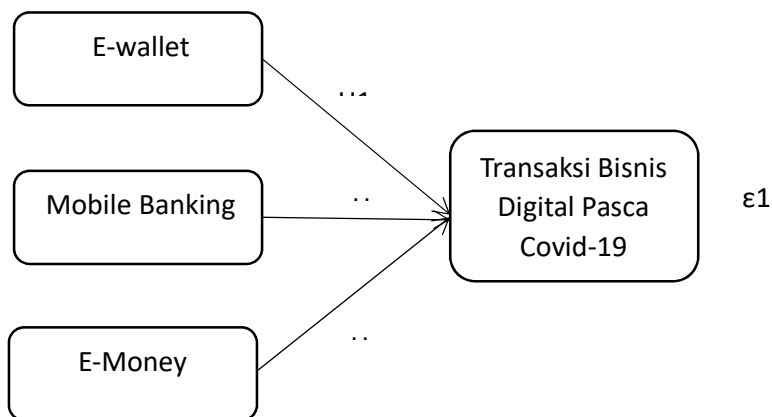 E-wallet
Mobile Banking
E-Money
Transaksi Bisnis
Digital Pasca
Covid-19
ε1